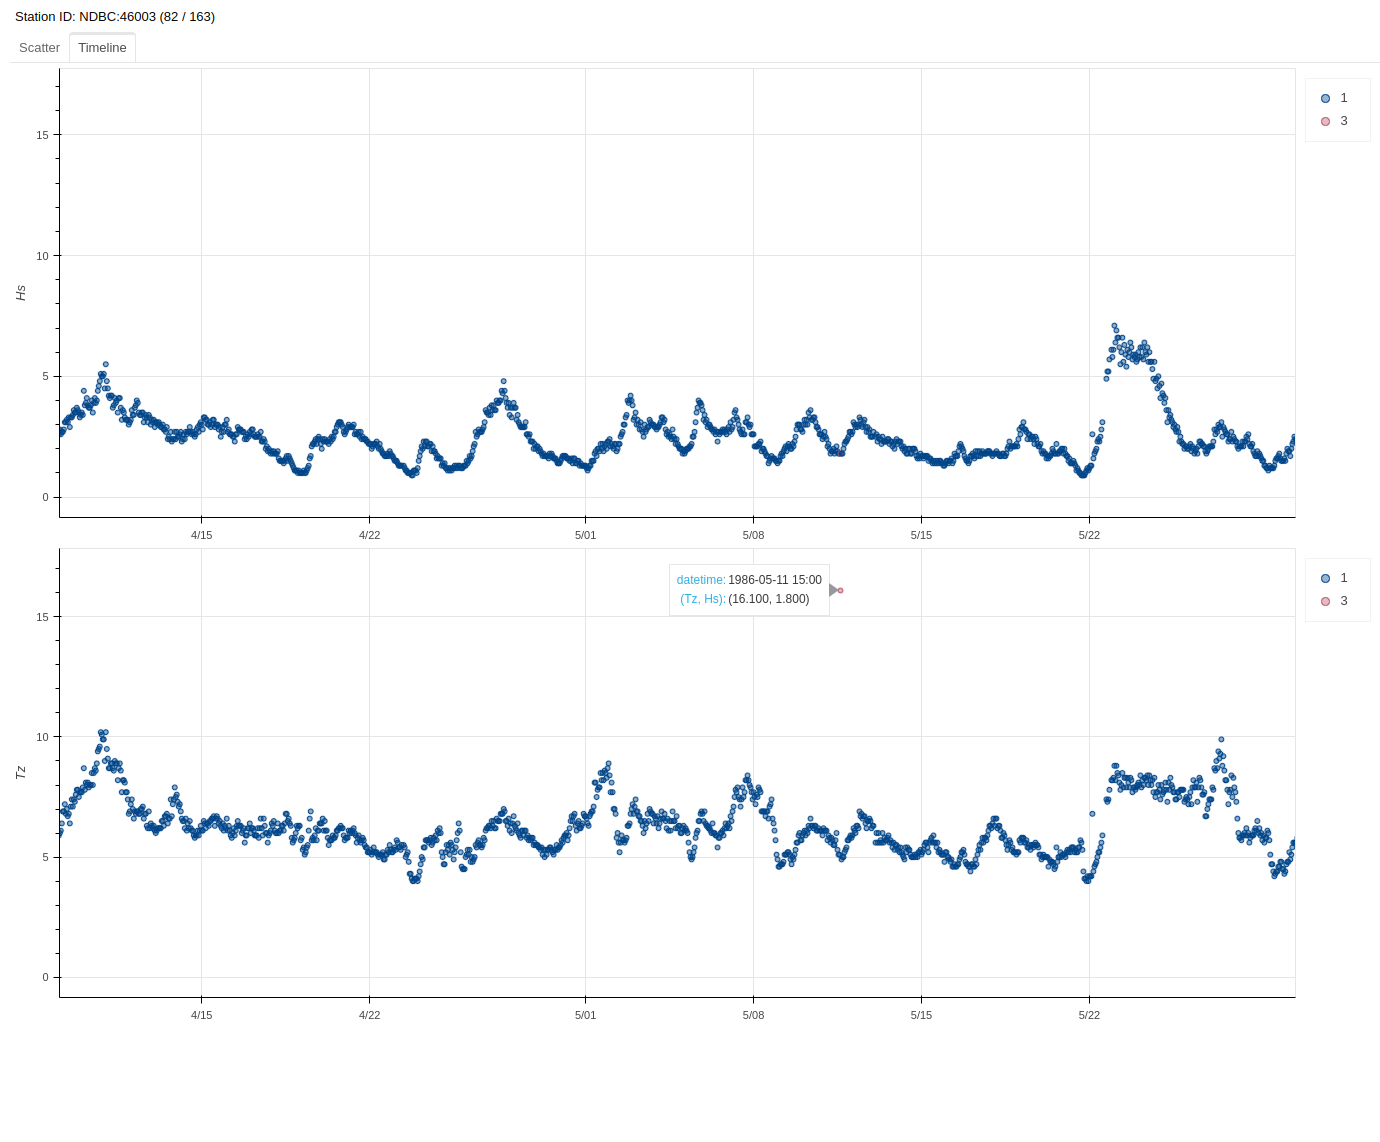 Station ID: NDBC:46003 (82 / 163)
Scatter Timeline
15
10
5
0
Hs
4/15 4/22 5/01 5/08 5/15 5/22
1
3
datetime: 1986-05-11 15:00
(Tz, Hs): (16.100, 1.800)
15
10
5
0
Tz
4/15 4/22 5/01 5/08 5/15 5/22
1
3